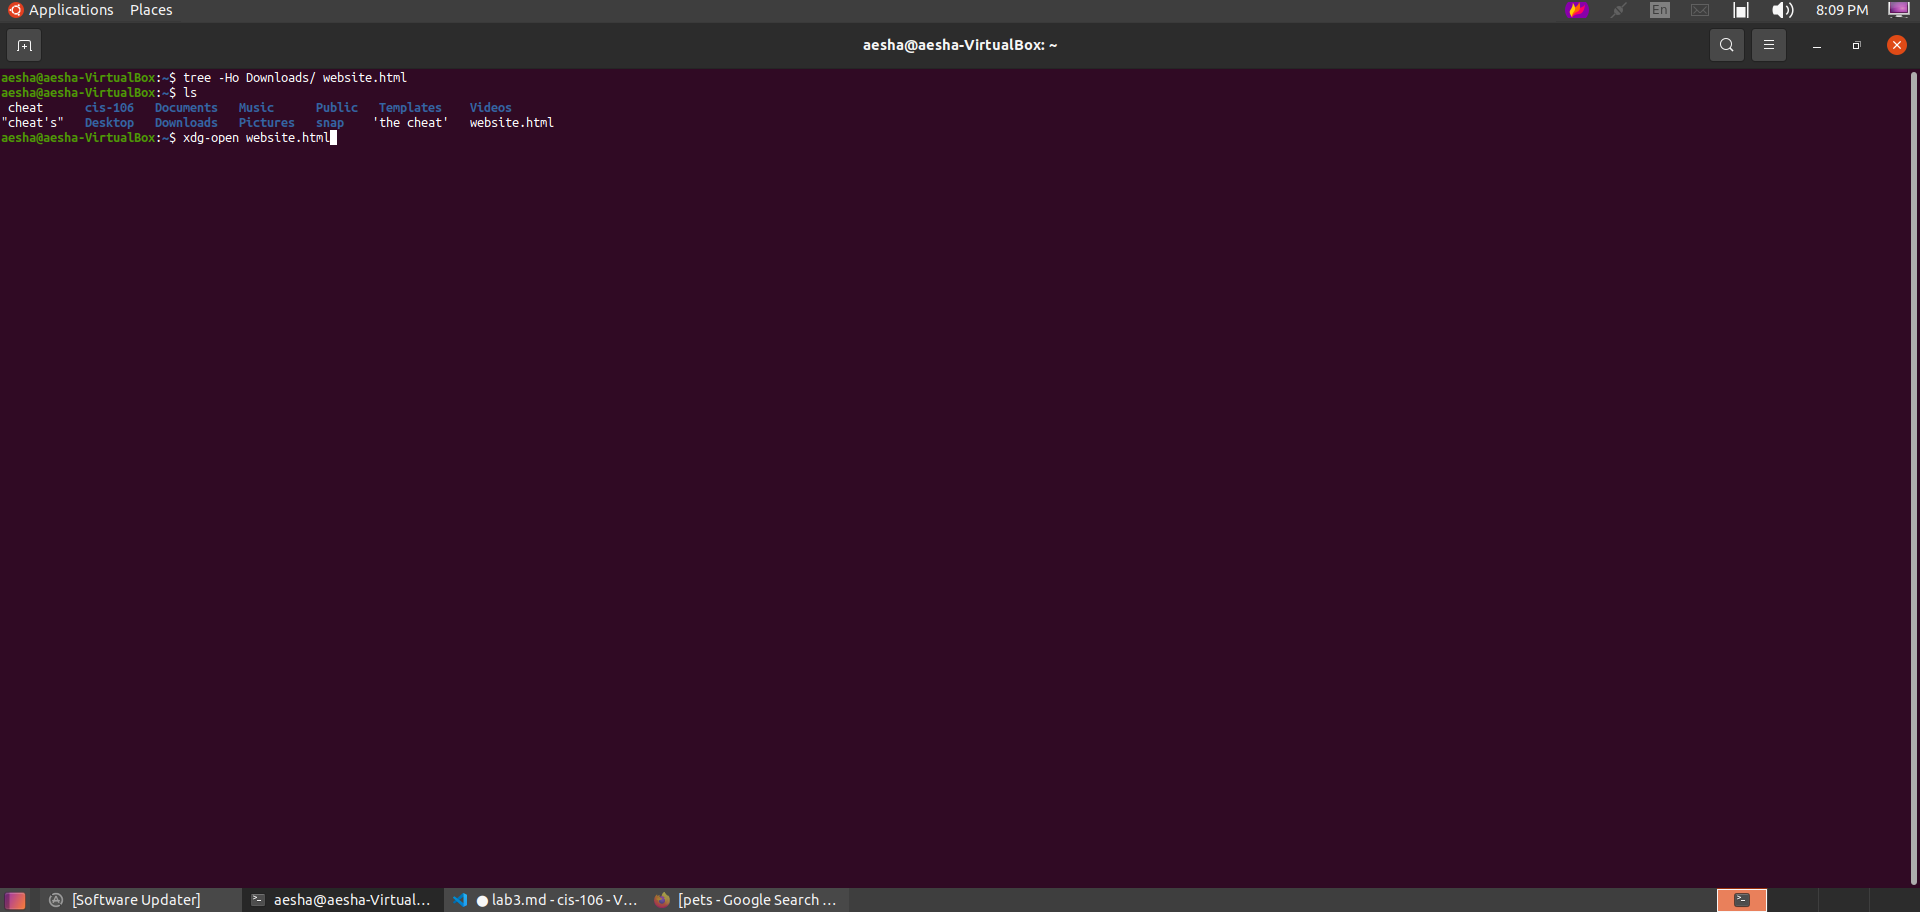 Applications Places En 8:09 PM
aesha@aesha-VirtualBox: ~
aesha@aesha-VirtualBox:~$ tree -Ho Downloads/ website.html
aesha@aesha-VirtualBox:~$ ls
cheat cis-106 Documents Music Public Templates Videos
"cheat's" Desktop Downloads Pictures snap 'the cheat' website.html
aesha@aesha-VirtualBox:~$ xdg-open website.html
[Software Updater] aesha@aesha-Virtual... ● lab3.md - cis-106 - V... [pets - Google Search ...